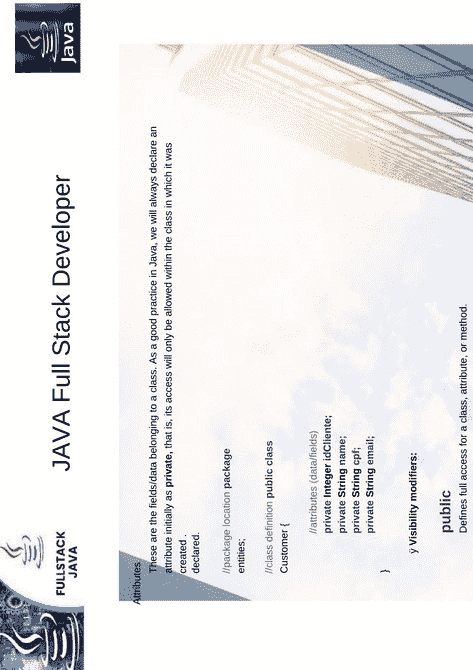 FULLSTACK
JAVA
JAVA Full Stack Developer
Java
Attributes
These are the fields/data belonging to a class. As a good practice in Java, we will always declare an
attribute initially as private, that is, its access will only be allowed within the class in which it was
created .
declared.
//package location package
entities;
//class definition public class
Customer {
//attributes (data/fields)
private Integer idCliente;
private String name;
private String cpf;
private String email;
}
ÿ Visibility modifiers:
public
Defines full access for a class, attribute, or method.